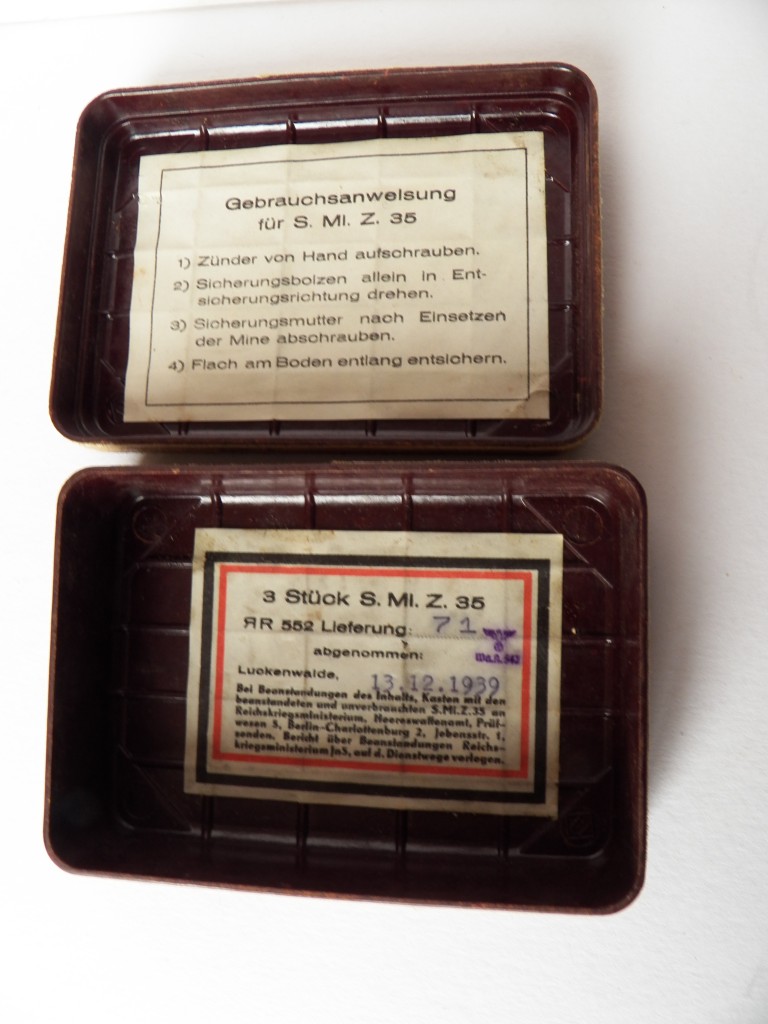 Gebrauchsanweisung
für S. Mi. Z. 35
1) Zünder von Hand aufschrauben.
2) Sicherungsbolzen allein in Ent-
sicherungsrichtung drehen.
3) Sicherungsmutter nach Einsetzen
der Mine abschrauben.
4) Flach am Boden entlang entsichern.
3 Stück S. Mi. Z. 35
ЯR 552 Lieferung: 71
abgenommen:
Luckenwalde,
13.12.1939
Bei Beanstandungen des Inhalts, Kasten mit den
beanstandeten und unverbrauchten S.Mi.Z.35 an
Reichskriegsministerium, Heereswaffenamt, Prüf-
wesen 5, Berlin-Charlottenburg 2, Jebensstr. 1,
senden. Bericht über Beanstandungen Reichs-
kriegsministerium Jn5, auf d. Dienstwege vorlegen.